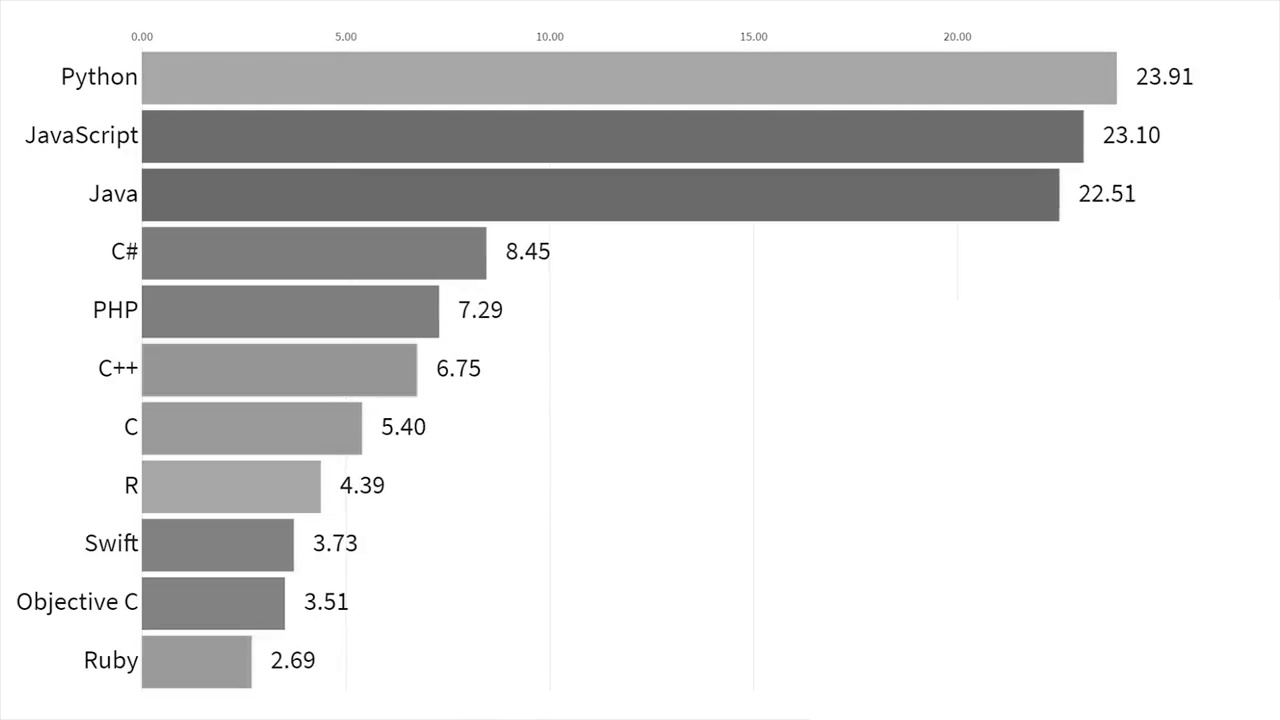 0.00 5.00 10.00 15.00 20.00
Python 23.91
JavaScript 23.10
Java 22.51
C# 8.45
PHP 7.29
C++ 6.75
C 5.40
R 4.39
Swift 3.73
Objective C 3.51
Ruby 2.69